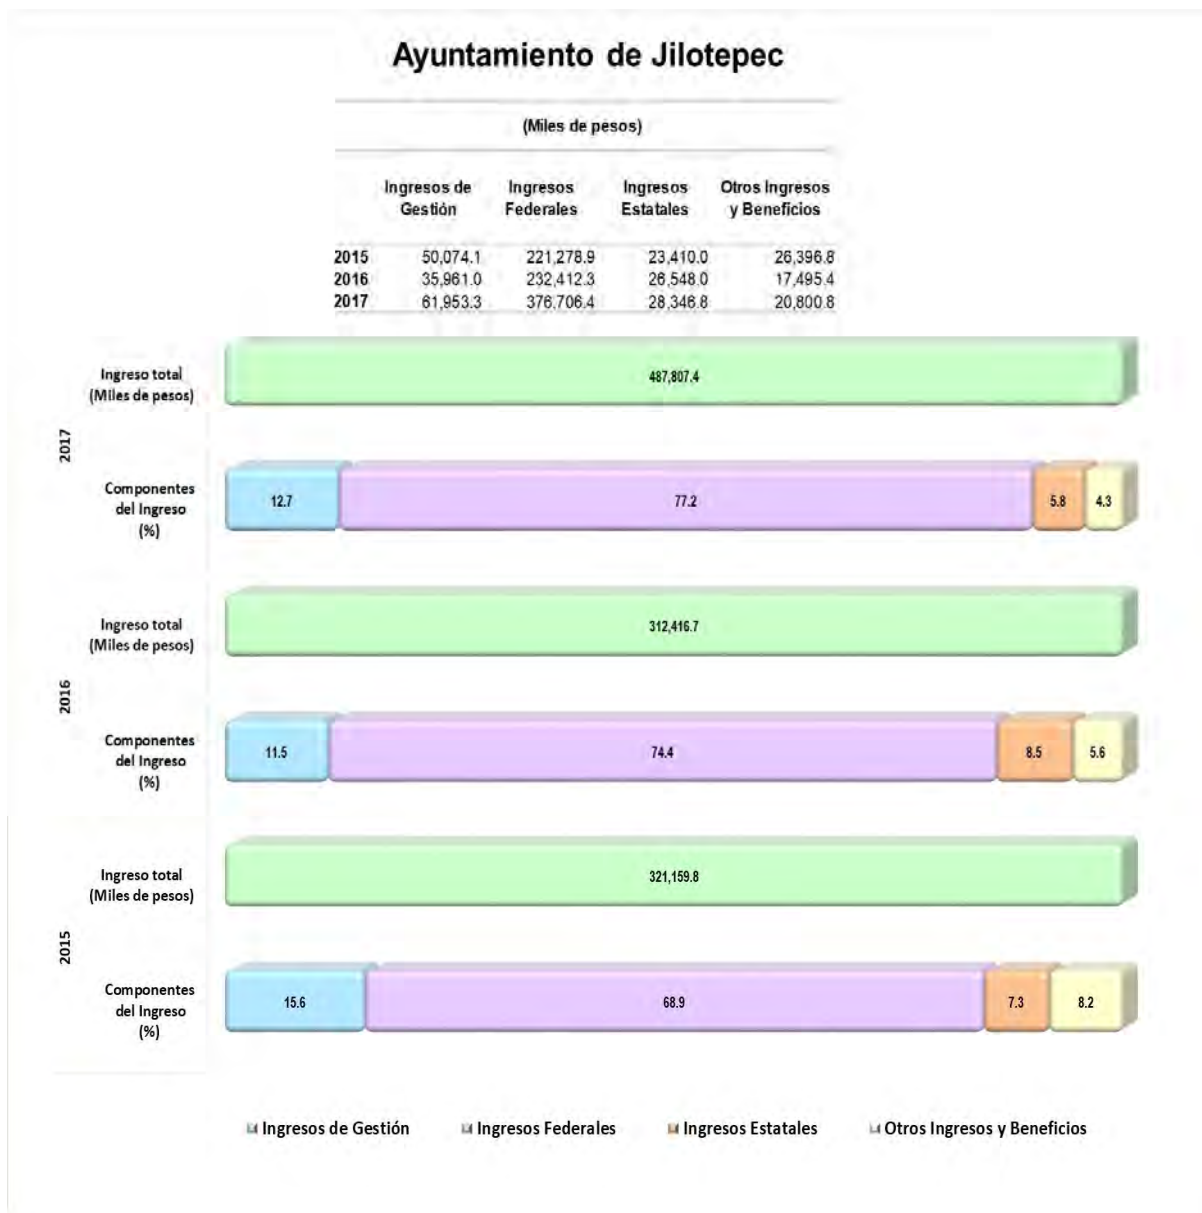 Ayuntamiento de Jilotepec
(Miles de pesos)
Ingresos de Gestión Ingresos Federales Ingresos Estatales Otros Ingresos y Beneficios
2015 50,074.1 221,278.9 23,410.0 26,396.8
2016 35,961.0 232,412.3 26,548.0 17,495.4
2017 61,953.3 376,706.4 28,346.8 20,800.8
2017
Ingreso total
(Miles de pesos)
487,807.4
Componentes
del Ingreso
(%)
12.7 77.2 5.8 4.3
2016
Ingreso total
(Miles de pesos)
312,416.7
Componentes
del Ingreso
(%)
11.5 74.4 8.5 5.6
2015
Ingreso total
(Miles de pesos)
321,159.8
Componentes
del Ingreso
(%)
15.6 68.9 7.3 8.2
Ingresos de Gestión Ingresos Federales Ingresos Estatales Otros Ingresos y Beneficios